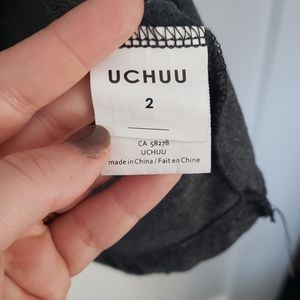 UCHUU
2
CA 58278
UCHUU
made in China / Fait en Chine